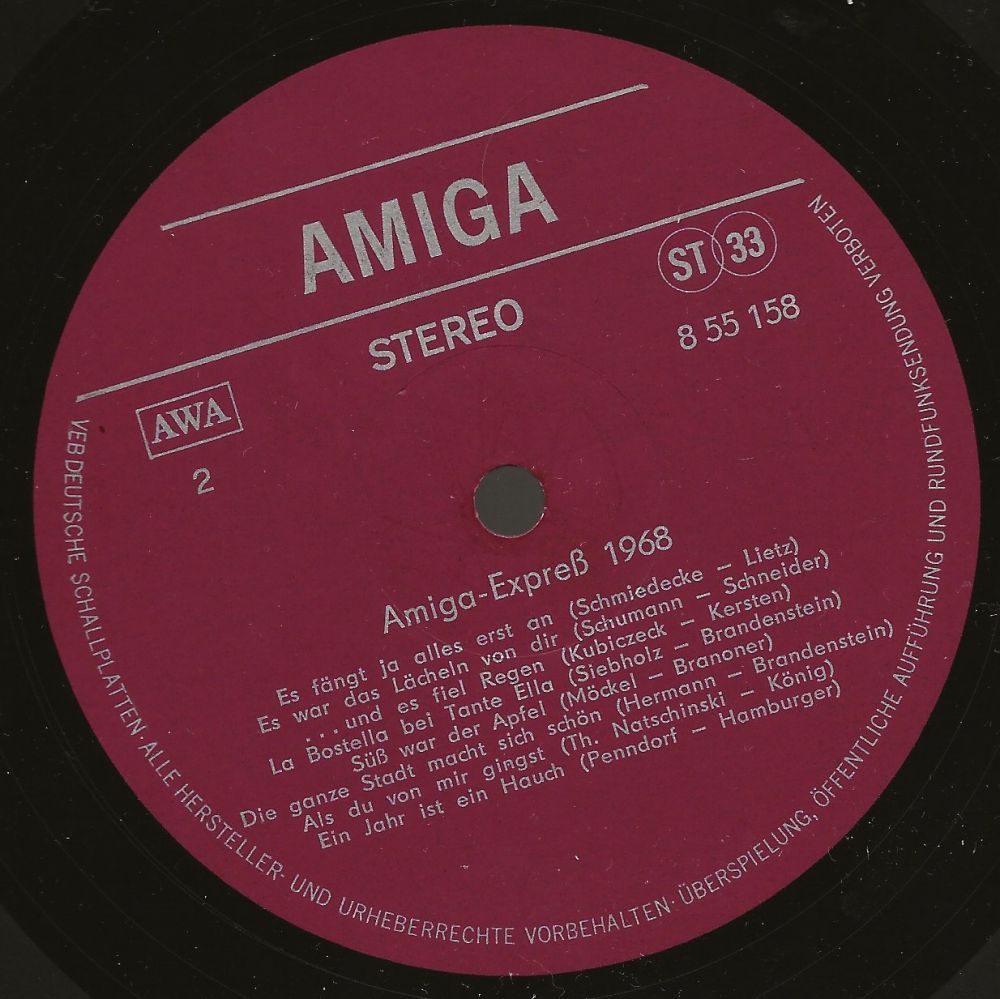 AMIGA
STEREO
ST 33
8 55 158
AWA
2
Amiga-Expreß 1968
Es fängt ja alles erst an (Schmiedecke – Lietz)
Es war das Lächeln von dir (Schumann – Schneider)
... und es fiel Regen (Kubiczeck – Kersten)
La Bostella bei Tante Ella (Siebholz – Brandenstein)
Süß war der Apfel (Möckel – Branoner)
Die ganze Stadt macht sich schön (Hermann – Brandenstein)
Als du von mir gingst (Th. Natschinski – König)
Ein Jahr ist ein Hauch (Penndorf – Hamburger)
VEB DEUTSCHE SCHALLPLATTEN · ALLE HERSTELLER- UND URHEBERRECHTE VORBEHALTEN · ÜBERSPIELUNG, ÖFFENTLICHE AUFFÜHRUNG UND RUNDFUNKSENDUNG VERBOTEN